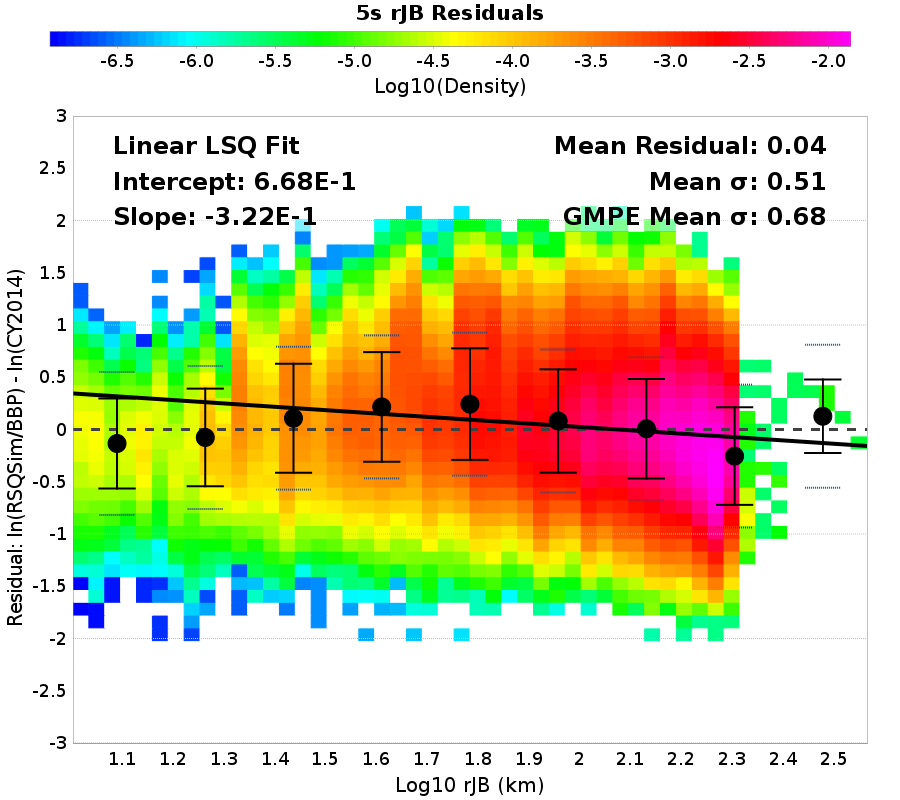 5s rJB Residuals
-6.5 -6.0 -5.5 -5.0 -4.5 -4.0 -3.5 -3.0 -2.5 -2.0
Log10(Density)
Linear LSQ Fit
Intercept: 6.68E-1
Slope: -3.22E-1
Mean Residual: 0.04
Mean σ: 0.51
GMPE Mean σ: 0.68
Residual: ln(RSQSim/BBP) - ln(CY2014)
3
2.5
2
1.5
1
0.5
0
-0.5
-1
-1.5
-2
-2.5
-3
1.1 1.2 1.3 1.4 1.5 1.6 1.7 1.8 1.9 2 2.1 2.2 2.3 2.4 2.5
Log10 rJB (km)